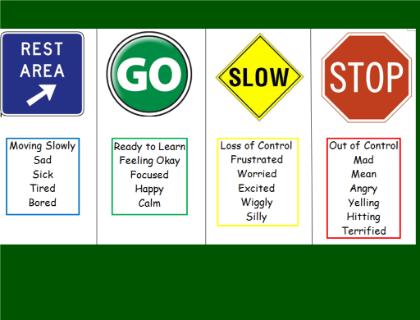 REST
AREA
GO
SLOW
STOP
Moving Slowly
Sad
Sick
Tired
Bored
Ready to Learn
Feeling Okay
Focused
Happy
Calm
Loss of Control
Frustrated
Worried
Excited
Wiggly
Silly
Out of Control
Mad
Mean
Angry
Yelling
Hitting
Terrified